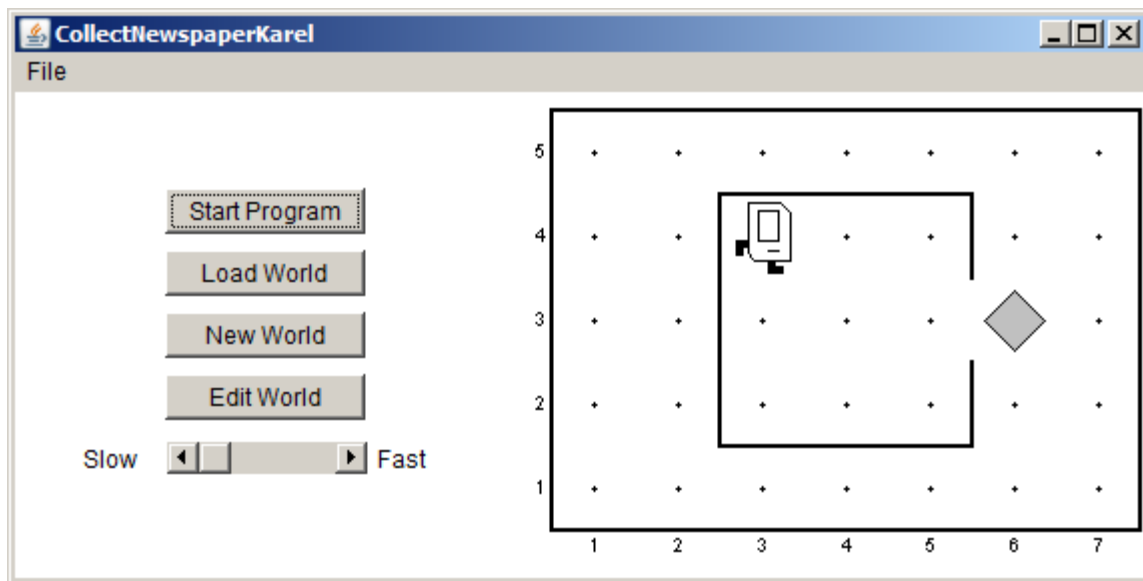 CollectNewspaperKarel
File
Start Program
Load World
New World
Edit World
Slow Fast
5
4
3
2
1
1 2 3 4 5 6 7